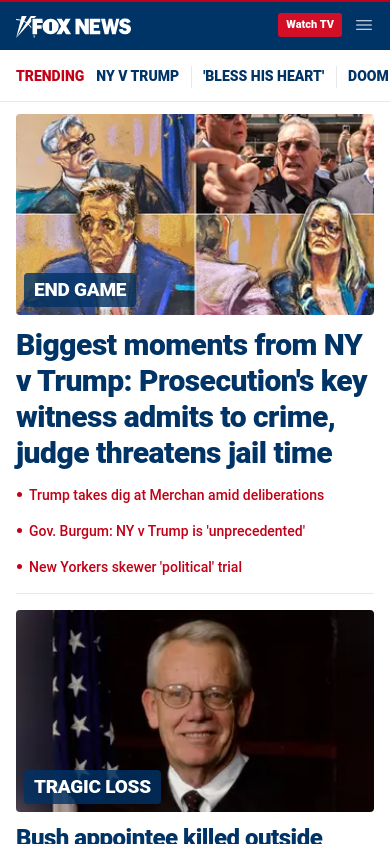 FOX NEWS
Watch TV
TRENDING NY V TRUMP 'BLESS HIS HEART' DOOM
END GAME
Biggest moments from NY
v Trump: Prosecution's key
witness admits to crime,
judge threatens jail time
Trump takes dig at Merchan amid deliberations
Gov. Burgum: NY v Trump is 'unprecedented'
New Yorkers skewer 'political' trial
TRAGIC LOSS
Bush appointee killed outside